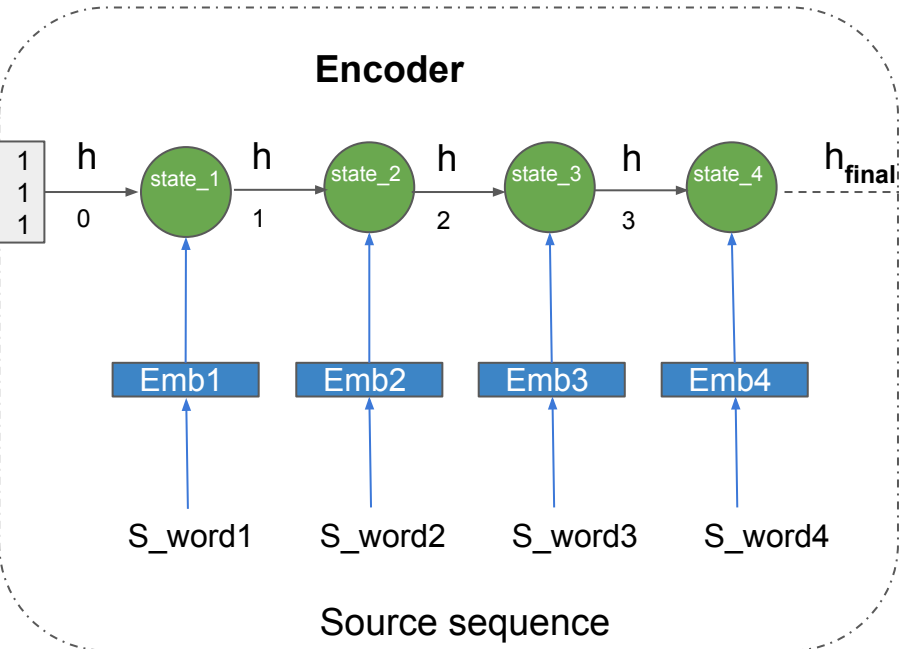 Encoder
1
1
1
h
0
state_1
h
1
state_2
h
2
state_3
h
3
state_4
h final
Emb1
Emb2
Emb3
Emb4
S_word1
S_word2
S_word3
S_word4
Source sequence